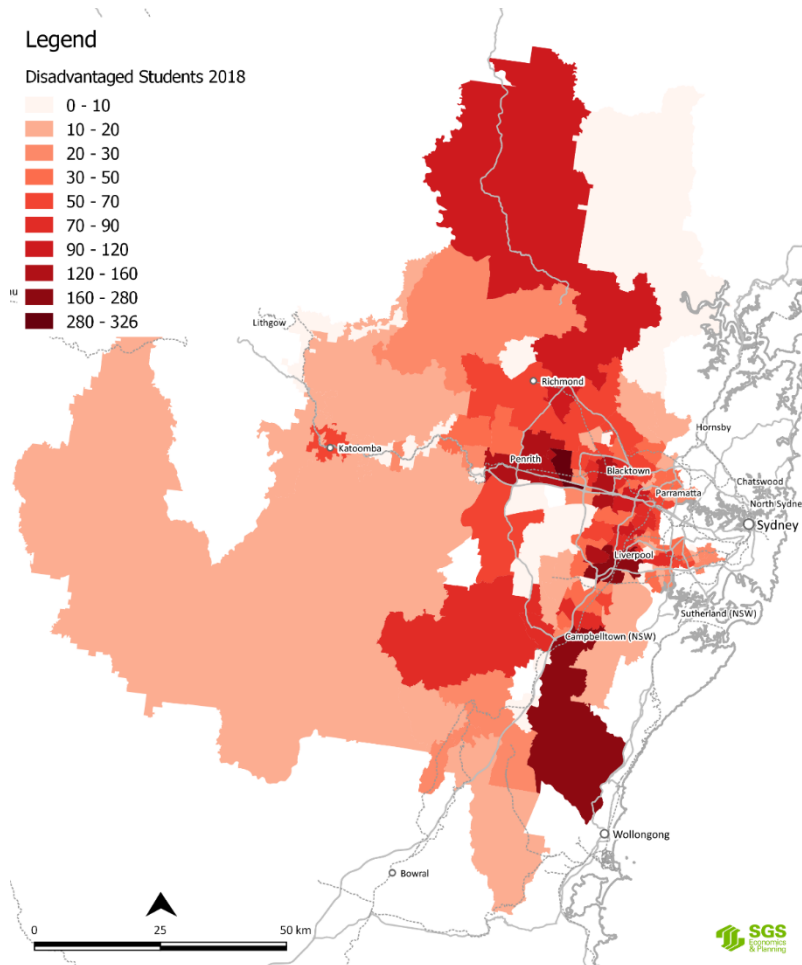 Legend
Disadvantaged Students 2018
0 - 10
10 - 20
20 - 30
30 - 50
50 - 70
70 - 90
90 - 120
120 - 160
160 - 280
280 - 326
Lithgow
Richmond
Katoomba
Hornsby
Penrith
Blacktown
Chatswood
Parramatta
North Sydne
Sydney
Liverpool
Sutherland (NSW)
Campbelltown (NSW)
Wollongong
Bowral
0 25 50 km
SGS
Economics
& Planning